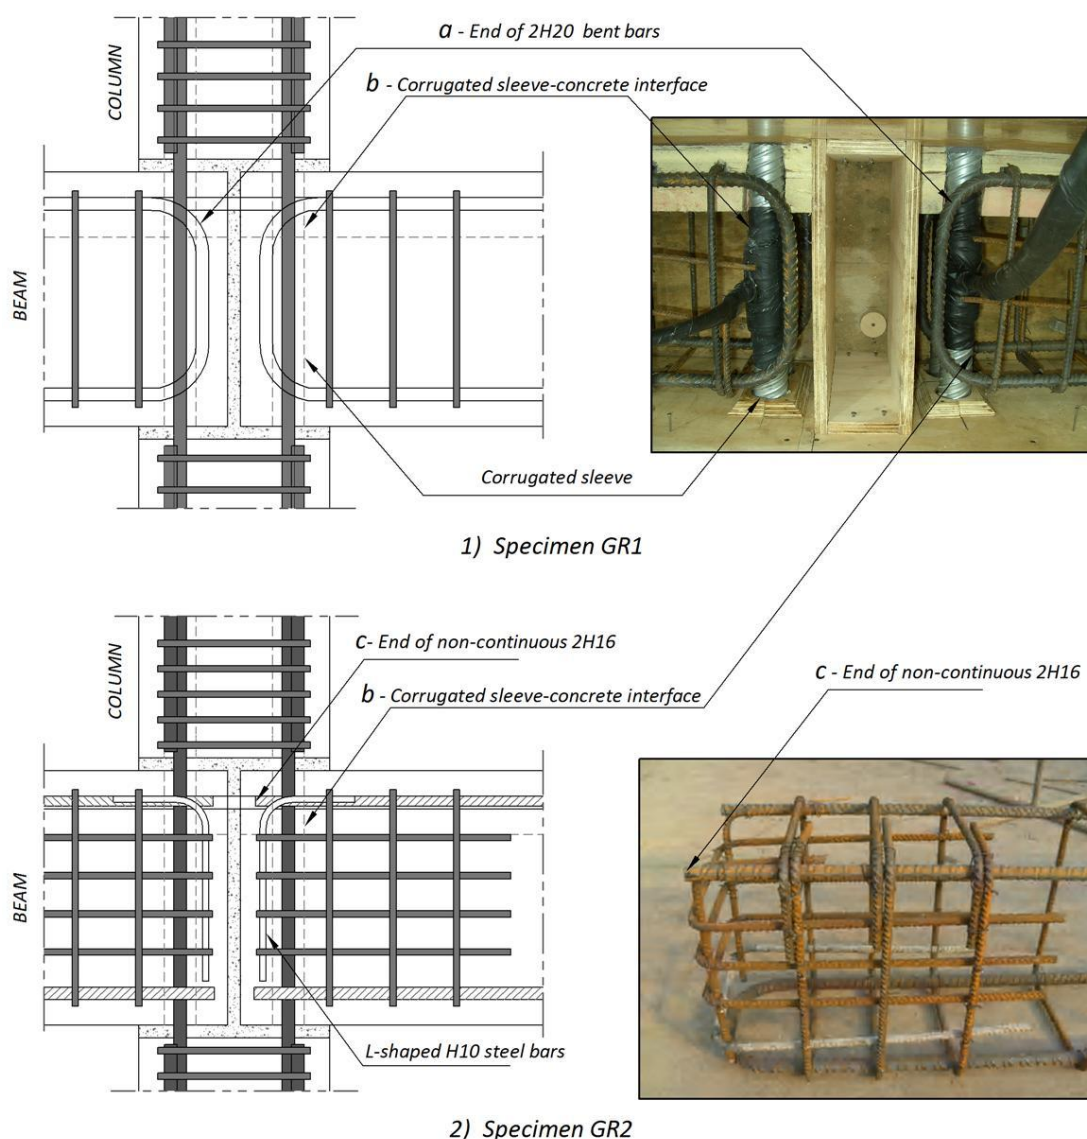 a - End of 2H20 bent bars
COLUMN
b - Corrugated sleeve-concrete interface
BEAM
Corrugated sleeve
1) Specimen GR1
COLUMN
c- End of non-continuous 2H16
c - End of non-continuous 2H16
b - Corrugated sleeve-concrete interface
BEAM
L-shaped H10 steel bars
2) Specimen GR2